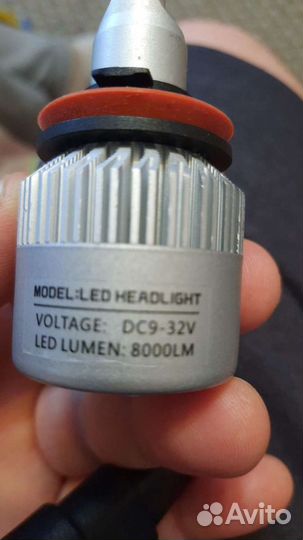 MODEL:LED HEADLIGHT
VOLTAGE: DC9-32V
LED LUMEN: 8000LM
Avito